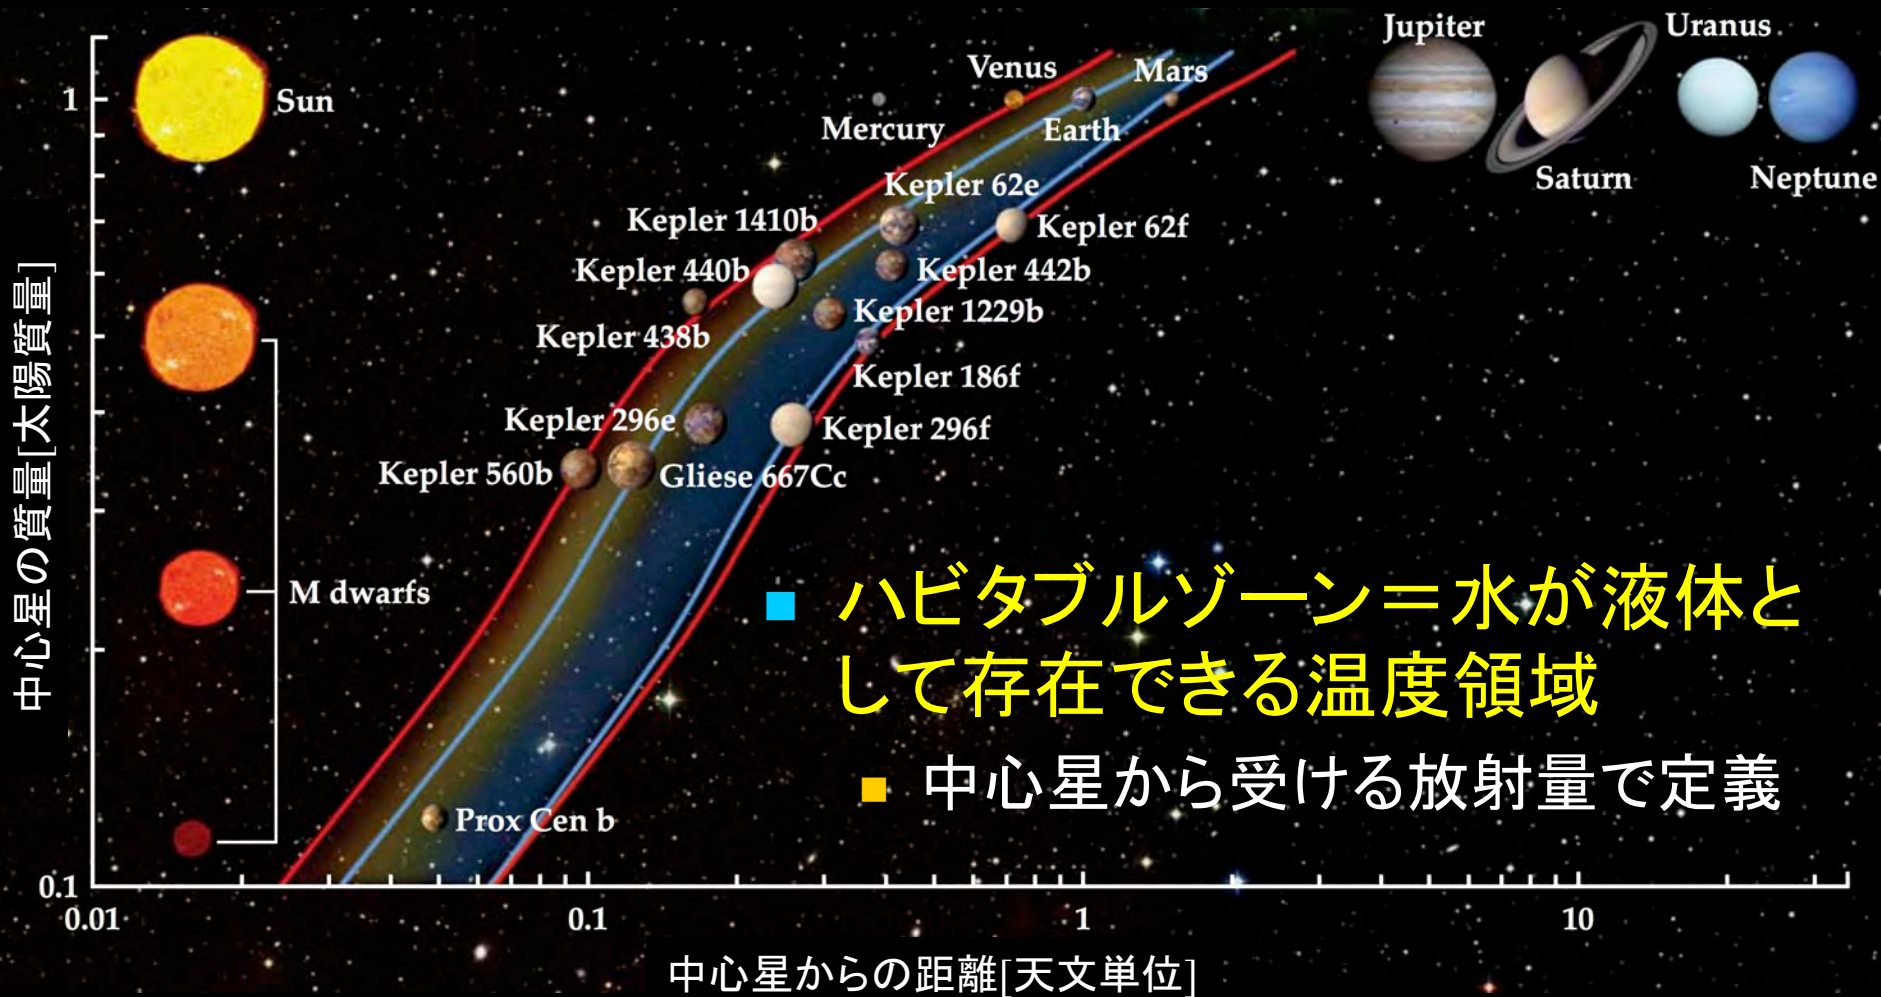 Jupiter
Uranus
Venus
Mars
1
Sun
Mercury
Earth
Saturn
Neptune
Kepler 62e
Kepler 1410b
Kepler 62f
Kepler 440b
Kepler 442b
Kepler 1229b
Kepler 438b
Kepler 186f
Kepler 296e
Kepler 296f
Kepler 560b
Gliese 667Cc
中心星の質量[太陽質量]
M dwarfs
■ ハビタブルゾーン＝水が液体と
して存在できる温度領域
■ 中心星から受ける放射量で定義
Prox Cen b
0.1
0.01
0.1
1
10
中心星からの距離[天文単位]